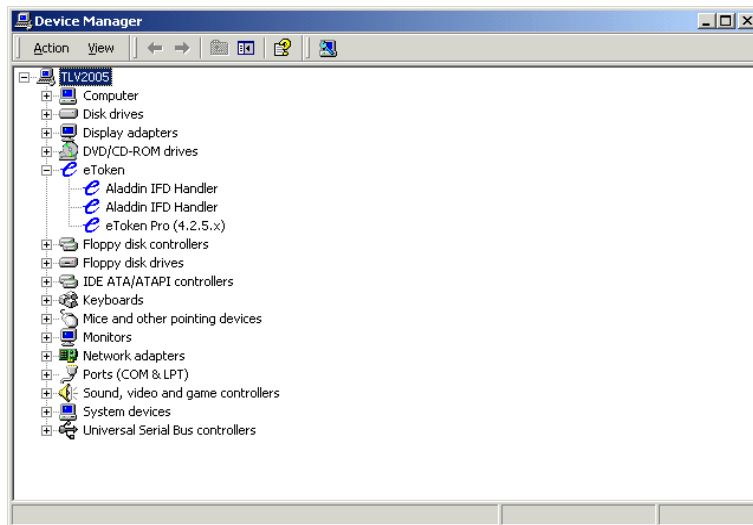 Device Manager
Action View
TLV2005
Computer
Disk drives
Display adapters
DVD/CD-ROM drives
eToken
Aladdin IFD Handler
Aladdin IFD Handler
eToken Pro (4.2.5.x)
Floppy disk controllers
Floppy disk drives
IDE ATA/ATAPI controllers
Keyboards
Mice and other pointing devices
Monitors
Network adapters
Ports (COM & LPT)
Sound, video and game controllers
System devices
Universal Serial Bus controllers